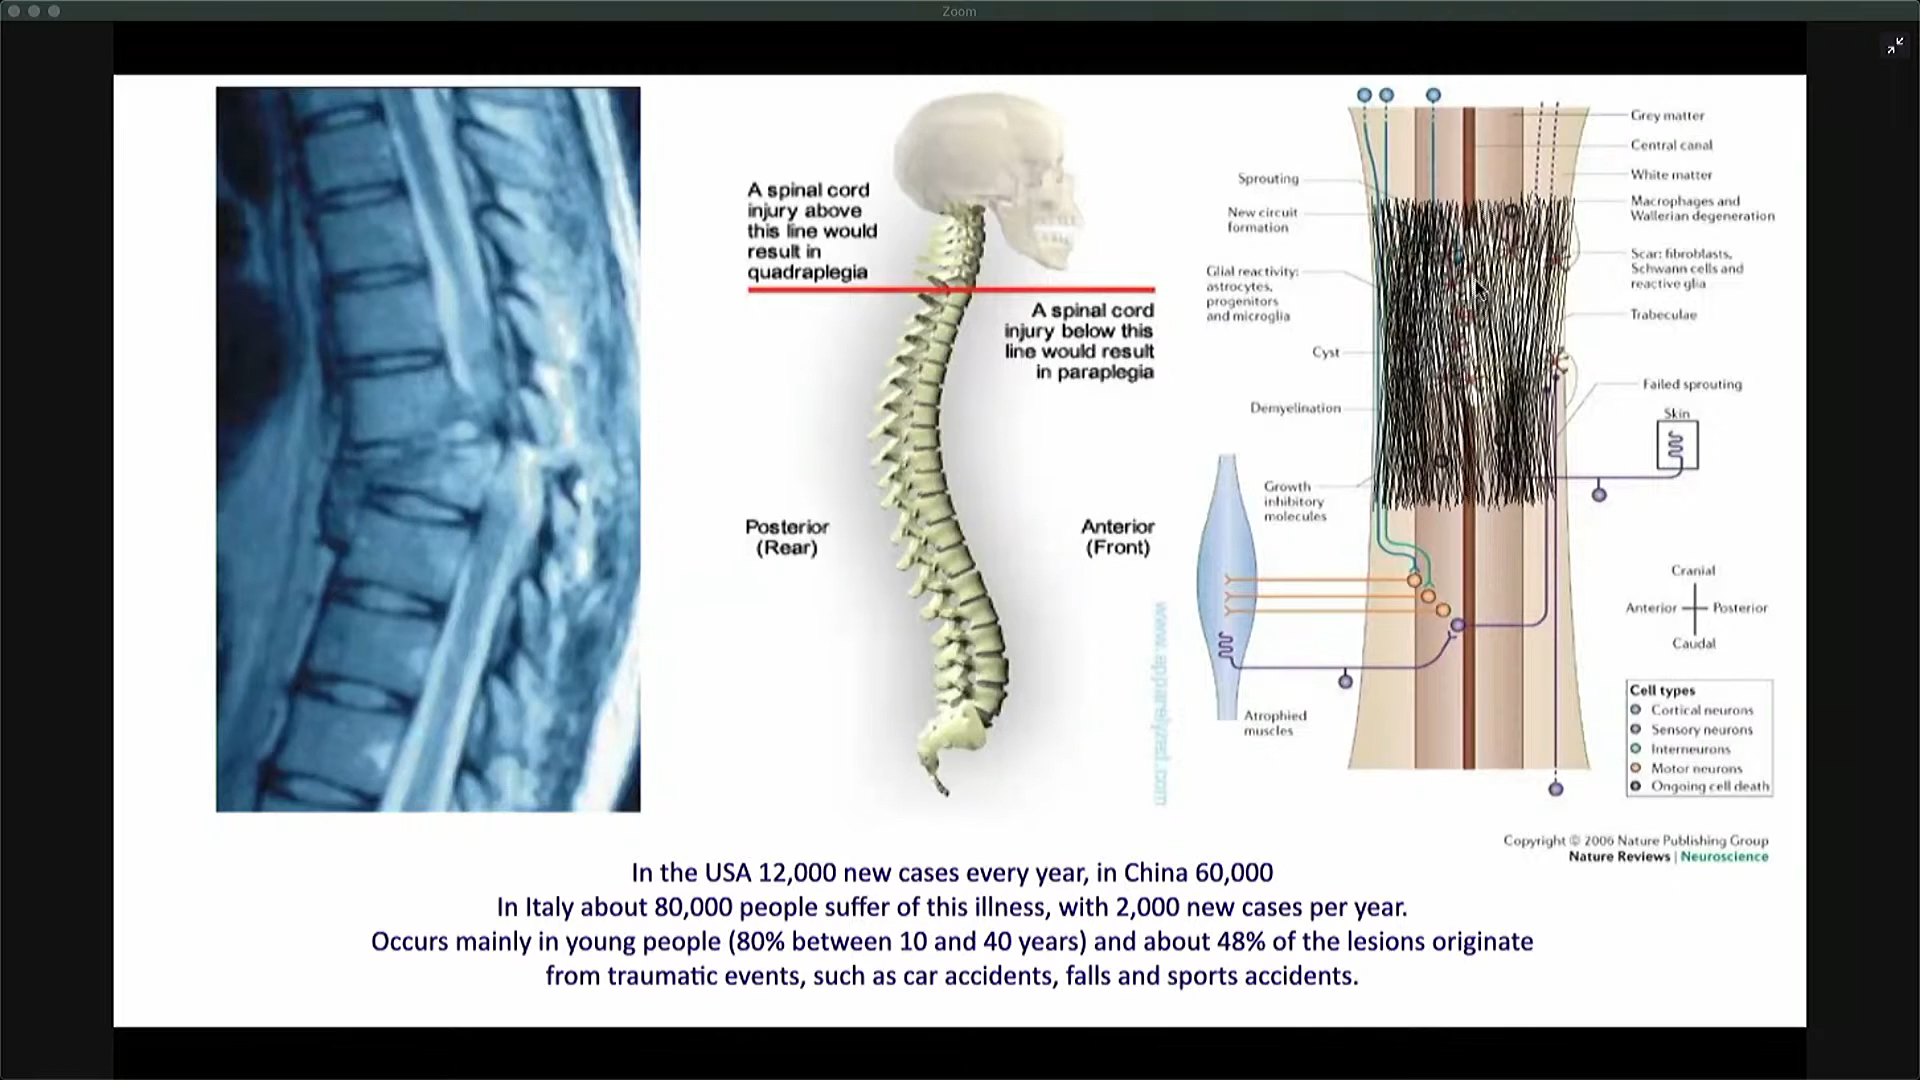 Zoom
A spinal cord
injury above
this line would
result in
quadraplegia
A spinal cord
injury below this
line would result
in paraplegia
Posterior
(Rear)
Anterior
(Front)
www.apparelyzed.com
Sprouting
New circuit
formation
Glial reactivity:
astrocytes,
progenitors
and microglia
Cyst
Demyelination
Growth
inhibitory
molecules
Atrophied
muscles
Grey matter
Central canal
White matter
Macrophages and
Wallerian degeneration
Scar: fibroblasts,
Schwann cells and
reactive glia
Trabeculae
Failed sprouting
Skin
Cranial
Anterior
Posterior
Caudal
Cell types
Cortical neurons
Sensory neurons
Interneurons
Motor neurons
Ongoing cell death
Copyright © 2006 Nature Publishing Group
Nature Reviews | Neuroscience
In the USA 12,000 new cases every year, in China 60,000
In Italy about 80,000 people suffer of this illness, with 2,000 new cases per year.
Occurs mainly in young people (80% between 10 and 40 years) and about 48% of the lesions originate
from traumatic events, such as car accidents, falls and sports accidents.